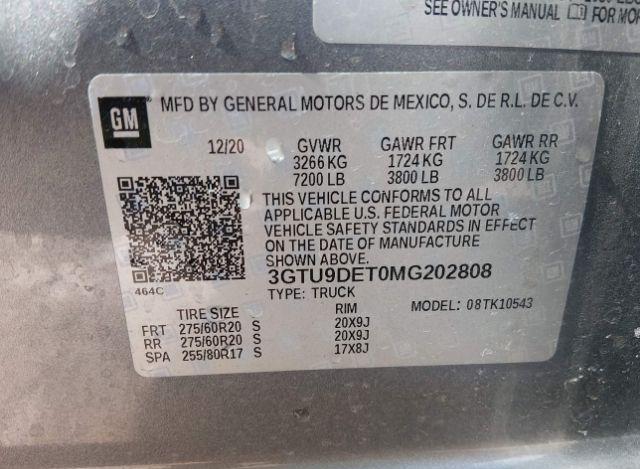 SEE OWNER'S MANUAL FOR MOR
GM
MFD BY GENERAL MOTORS DE MEXICO, S. DE R.L. DE C.V.
12/20 GVWR GAWR FRT GAWR RR
3266 KG 1724 KG 1724 KG
7200 LB 3800 LB 3800 LB
THIS VEHICLE CONFORMS TO ALL
APPLICABLE U.S. FEDERAL MOTOR
VEHICLE SAFETY STANDARDS IN EFFECT
ON THE DATE OF MANUFACTURE
SHOWN ABOVE.
3GTU9DET0MG202808
464C
TYPE: TRUCK MODEL: 08TK10543
TIRE SIZE RIM
FRT 275/60R20 S 20X9J
RR 275/60R20 S 20X9J
SPA 255/80R17 S 17X8J